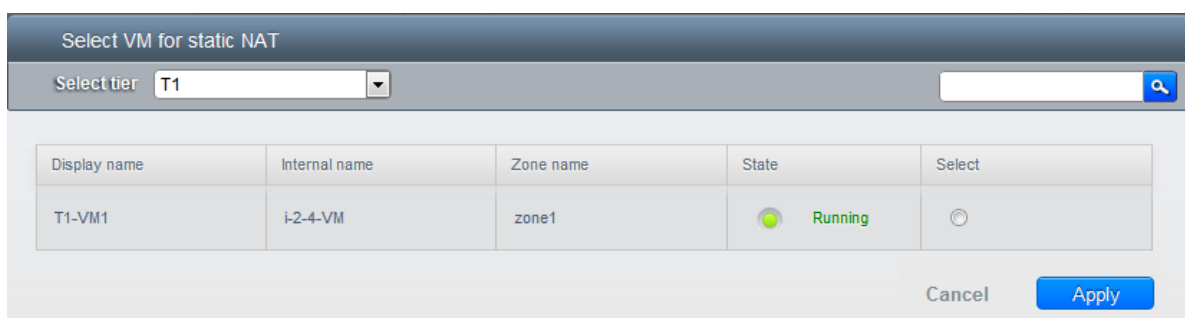 Select VM for static NAT
Select tier T1
Display name Internal name Zone name State Select
T1-VM1 i-2-4-VM zone1 Running
Cancel Apply